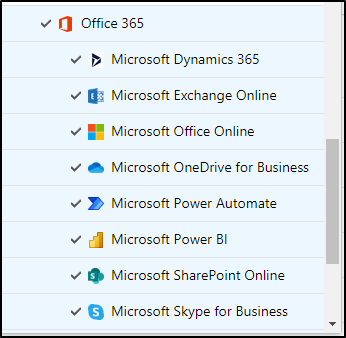 Office 365
Microsoft Dynamics 365
Microsoft Exchange Online
Microsoft Office Online
Microsoft OneDrive for Business
Microsoft Power Automate
Microsoft Power BI
Microsoft SharePoint Online
Microsoft Skype for Business